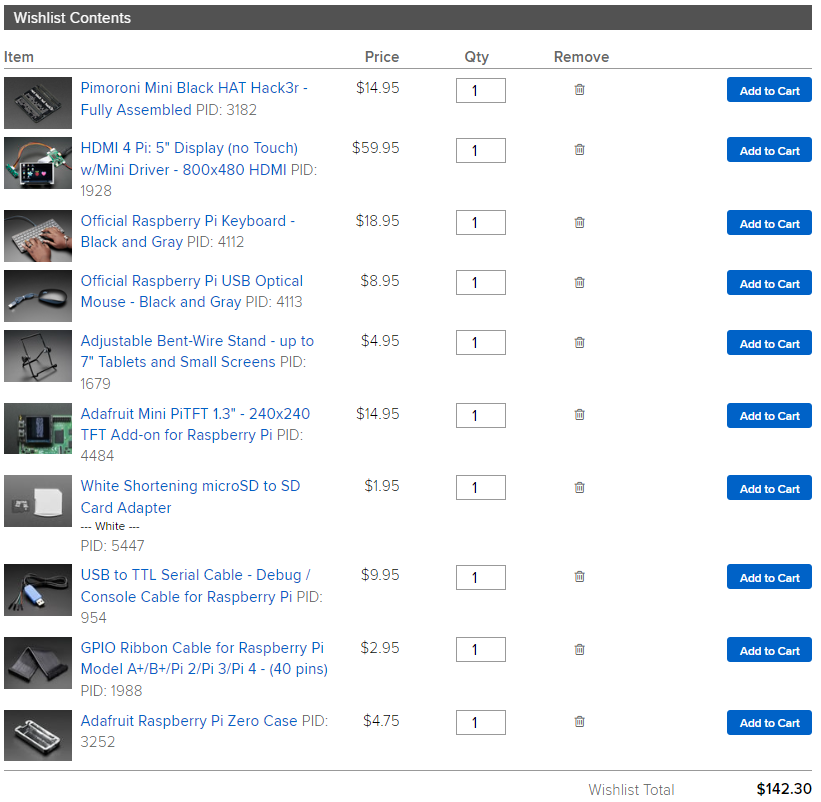 Wishlist Contents
Item Price Qty Remove
Pimoroni Mini Black HAT Hack3r - $14.95 1 Add to Cart
Fully Assembled PID: 3182
HDMI 4 Pi: 5" Display (no Touch) $59.95 1 Add to Cart
w/Mini Driver - 800x480 HDMI PID:
1928
Official Raspberry Pi Keyboard - $18.95 1 Add to Cart
Black and Gray PID: 4112
Official Raspberry Pi USB Optical $8.95 1 Add to Cart
Mouse - Black and Gray PID: 4113
Adjustable Bent-Wire Stand - up to $4.95 1 Add to Cart
7" Tablets and Small Screens PID:
1679
Adafruit Mini PiTFT 1.3" - 240x240 $14.95 1 Add to Cart
TFT Add-on for Raspberry Pi PID:
4484
White Shortening microSD to SD $1.95 1 Add to Cart
Card Adapter
--- White ---
PID: 5447
USB to TTL Serial Cable - Debug / $9.95 1 Add to Cart
Console Cable for Raspberry Pi PID:
954
GPIO Ribbon Cable for Raspberry Pi $2.95 1 Add to Cart
Model A+/B+/Pi 2/Pi 3/Pi 4 - (40 pins)
PID: 1988
Adafruit Raspberry Pi Zero Case PID: $4.75 1 Add to Cart
3252
Wishlist Total $142.30